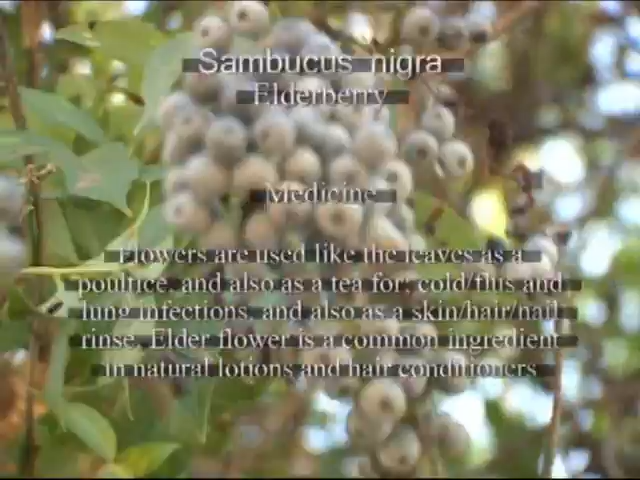 Sambucus nigra
Elderberry
Medicine
Flowers are used like the leaves as a
poultice, and also as a tea for; cold/flus and
lung infections, and also as a skin/hair/nail
rinse. Elder flower is a common ingredient
in natural lotions and hair conditioners